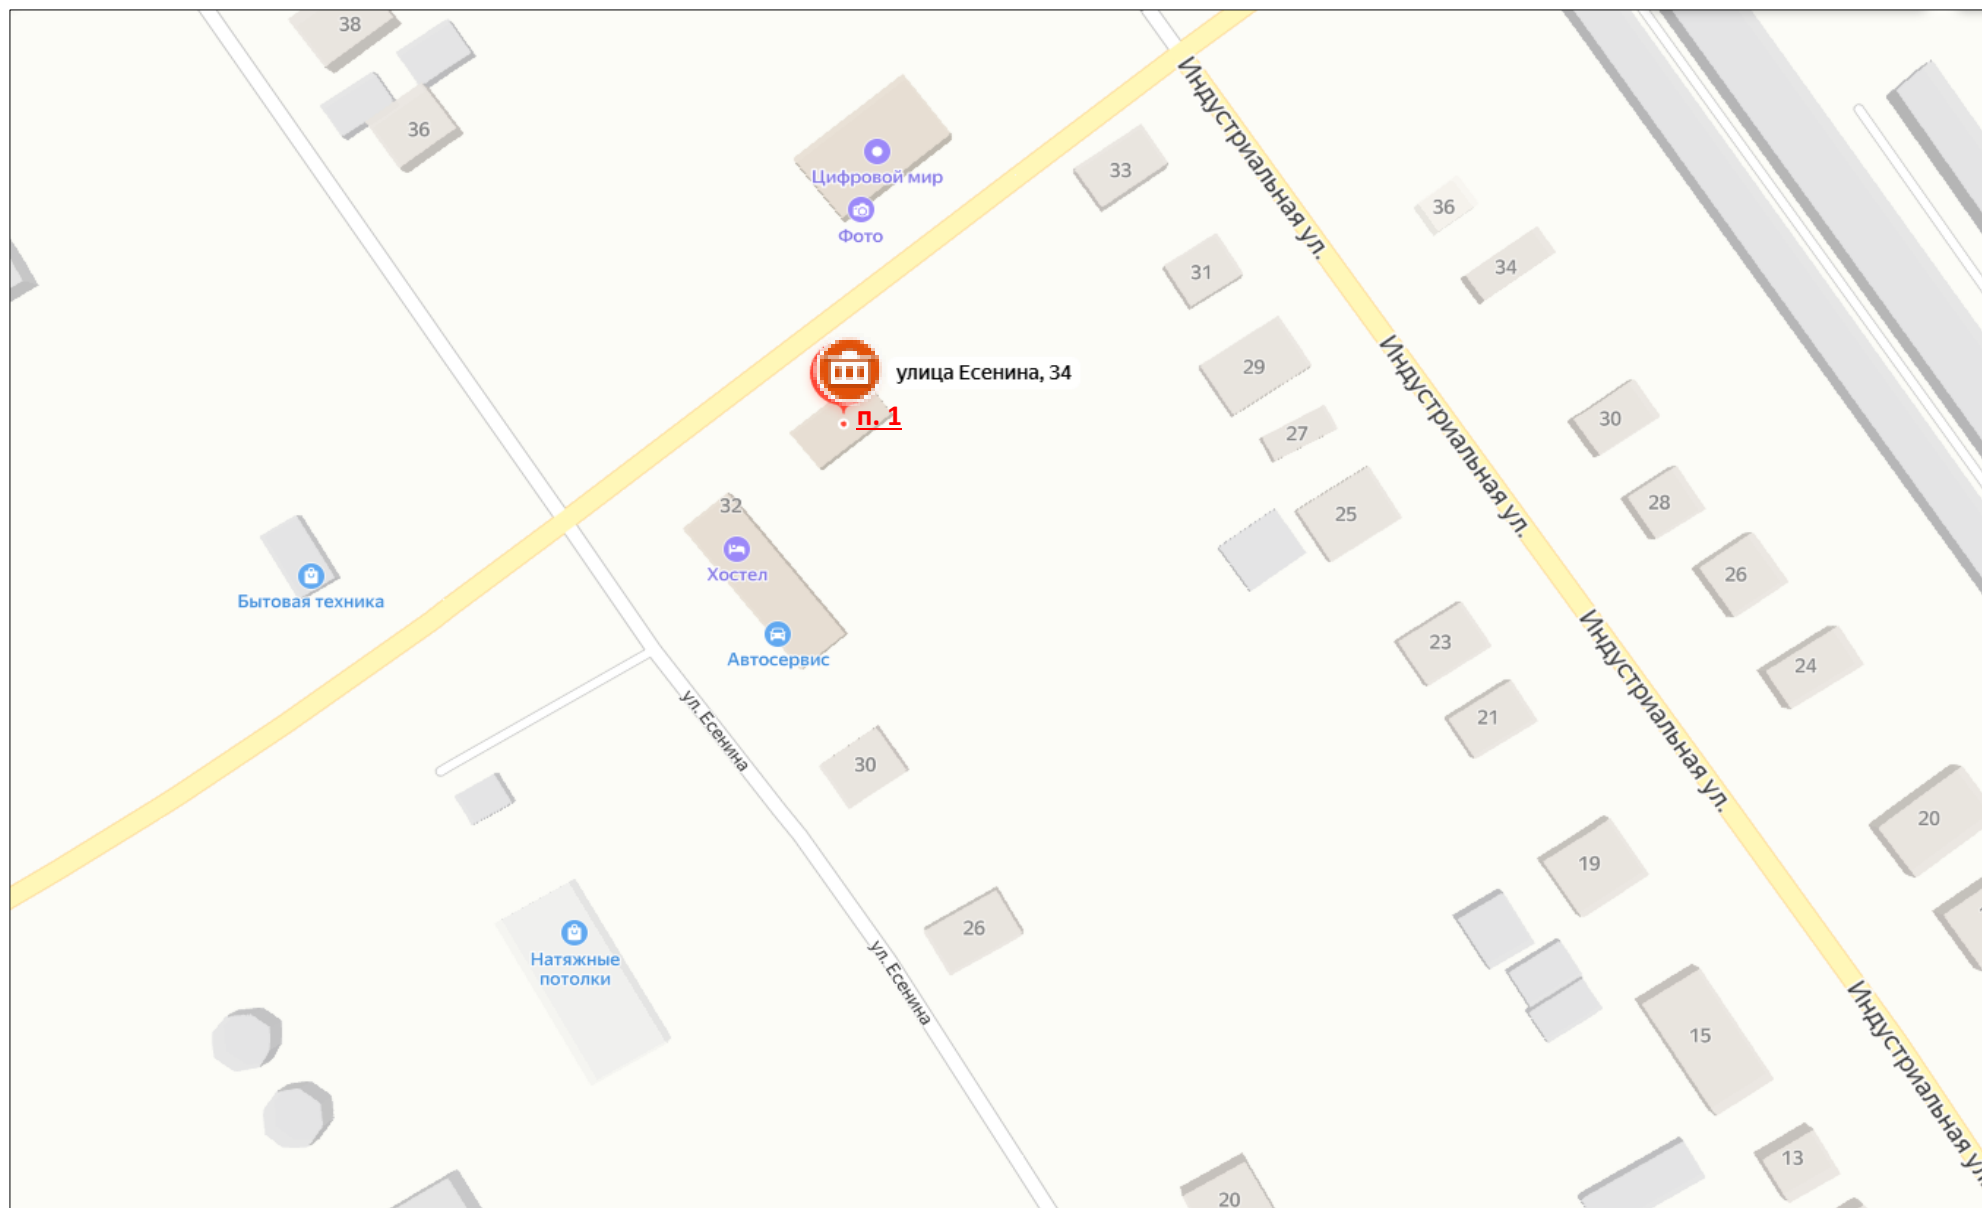 38
36
Цифровой мир
Фото
33
Индустриальная ул.
31
36
34
улица Есенина, 34
п. 1
29
Индустриальная ул.
27
30
32
25
28
Хостел
Бытовая техника
26
Автосервис
23
Индустриальная ул.
24
21
ул. Есенина
30
20
19
26
Натяжные
потолки
ул. Есенина
15
Индустриальная ул.
13
20